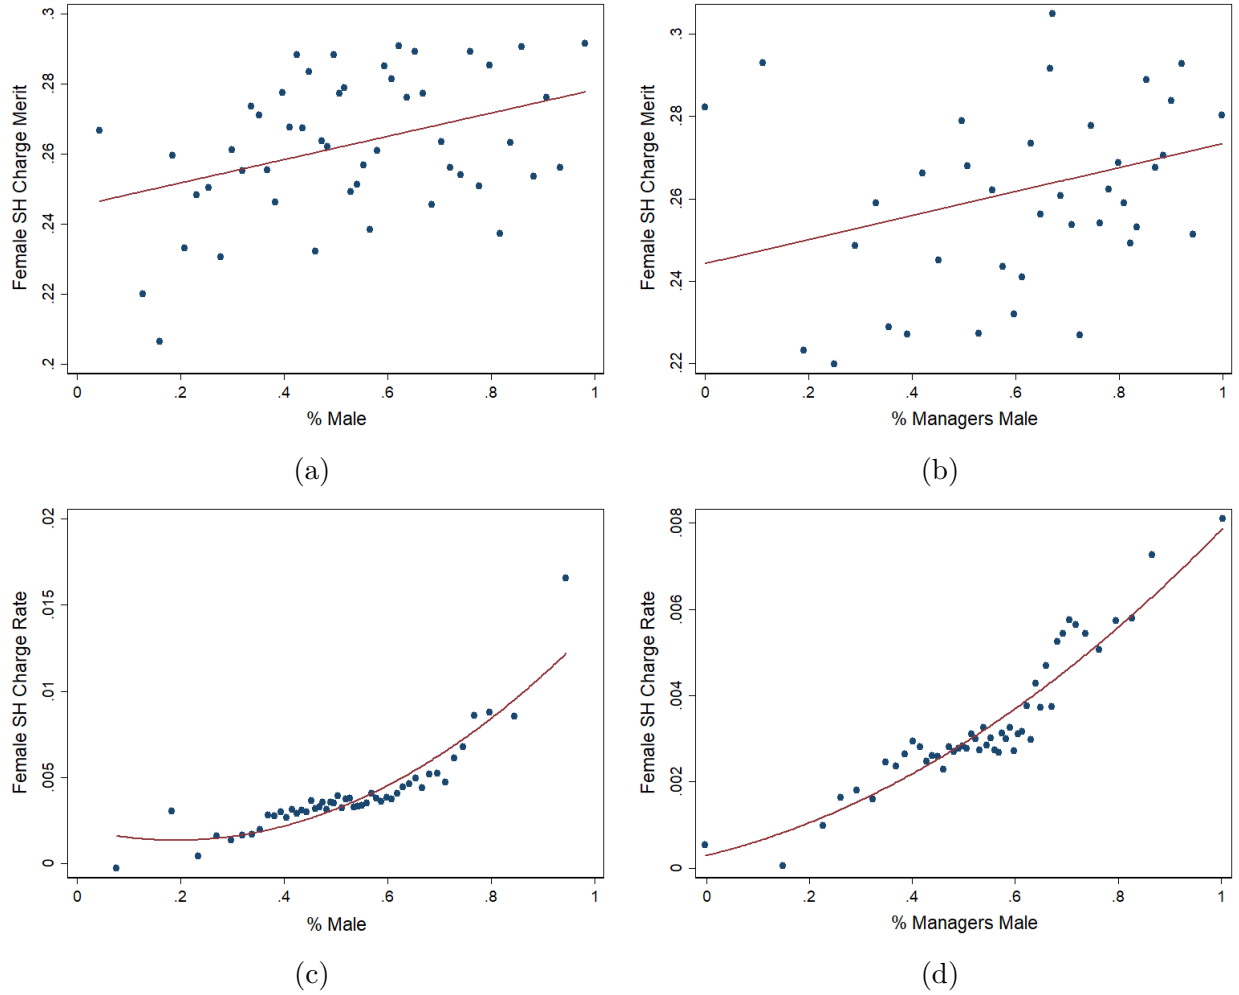 Female SH Charge Merit
.3
.28
.26
.24
.22
.2
0 .2 .4 .6 .8 1
% Male
(a)
Female SH Charge Merit
.3
.28
.26
.24
.22
0 .2 .4 .6 .8 1
% Managers Male
(b)
Female SH Charge Rate
.02
.015
.01
.005
0
0 .2 .4 .6 .8 1
% Male
(c)
Female SH Charge Rate
.008
.006
.004
.002
0
0 .2 .4 .6 .8 1
% Managers Male
(d)